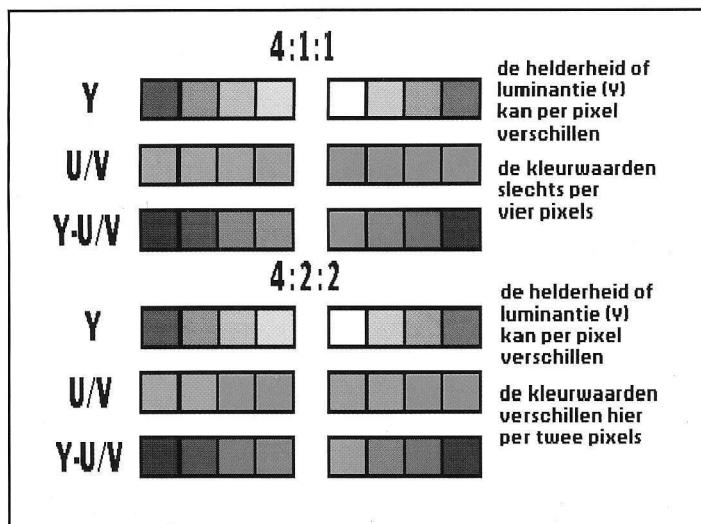 4:1:1
Y
de helderheid of
luminantie (Y)
kan per pixel
verschillen
U/V
de kleurwaarden
slechts per
vier pixels
Y-U/V
4:2:2
Y
de helderheid of
luminantie (Y)
kan per pixel
verschillen
U/V
de kleurwaarden
verschillen hier
per twee pixels
Y-U/V